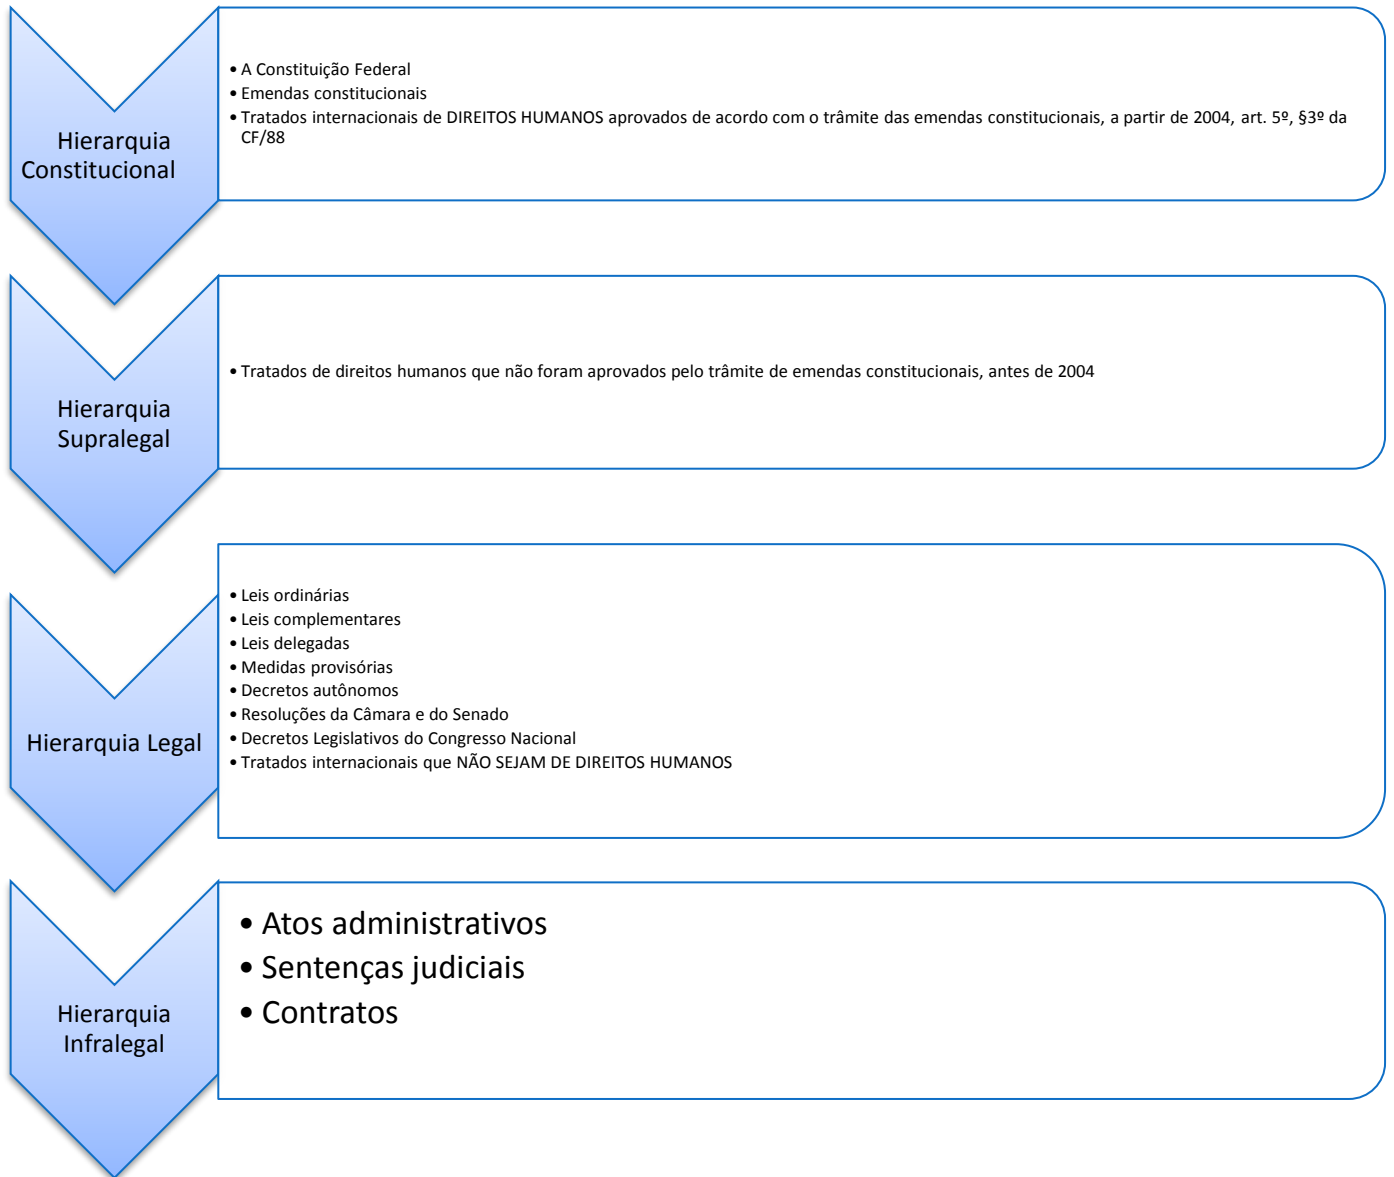 Hierarquia
Constitucional
• A Constituição Federal
• Emendas constitucionais
• Tratados internacionais de DIREITOS HUMANOS aprovados de acordo com o trâmite das emendas constitucionais, a partir de 2004, art. 5º, §3º da
CF/88
Hierarquia
Supralegal
• Tratados de direitos humanos que não foram aprovados pelo trâmite de emendas constitucionais, antes de 2004
Hierarquia Legal
• Leis ordinárias
• Leis complementares
• Leis delegadas
• Medidas provisórias
• Decretos autônomos
• Resoluções da Câmara e do Senado
• Decretos Legislativos do Congresso Nacional
• Tratados internacionais que NÃO SEJAM DE DIREITOS HUMANOS
Hierarquia
Infralegal
• Atos administrativos
• Sentenças judiciais
• Contratos